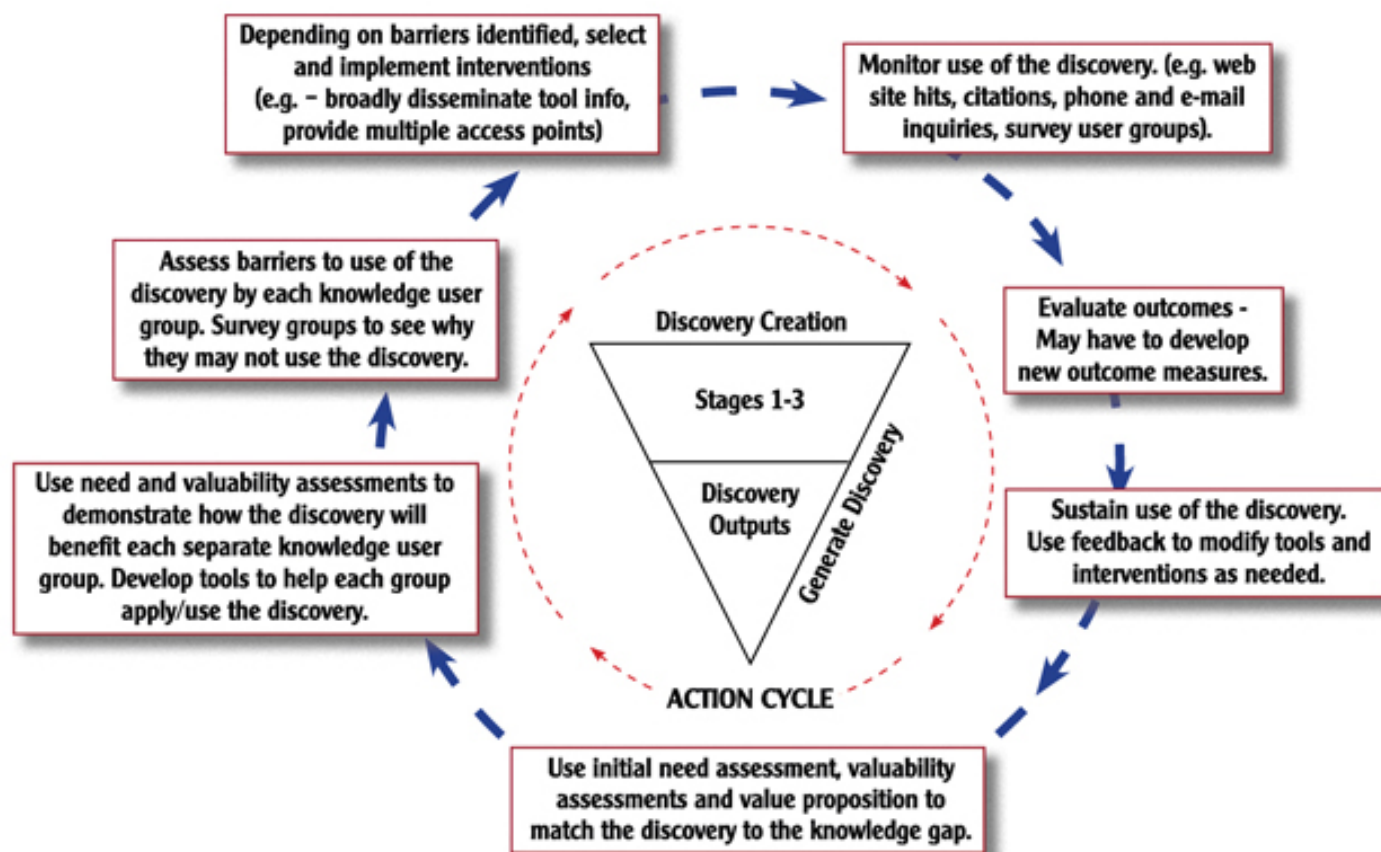 Depending on barriers identified, select
and implement interventions
(e.g. – broadly disseminate tool info,
provide multiple access points)
Monitor use of the discovery. (e.g. web
site hits, citations, phone and e-mail
inquiries, survey user groups).
Evaluate outcomes -
May have to develop
new outcome measures.
Sustain use of the discovery.
Use feedback to modify tools and
interventions as needed.
Use initial need assessment, valuability
assessments and value proposition to
match the discovery to the knowledge gap.
Use need and valuability assessments to
demonstrate how the discovery will
benefit each separate knowledge user
group. Develop tools to help each group
apply/use the discovery.
Assess barriers to use of the
discovery by each knowledge user
group. Survey groups to see why
they may not use the discovery.
Discovery Creation
Stages 1-3
Discovery
Outputs
Generate Discovery
ACTION CYCLE